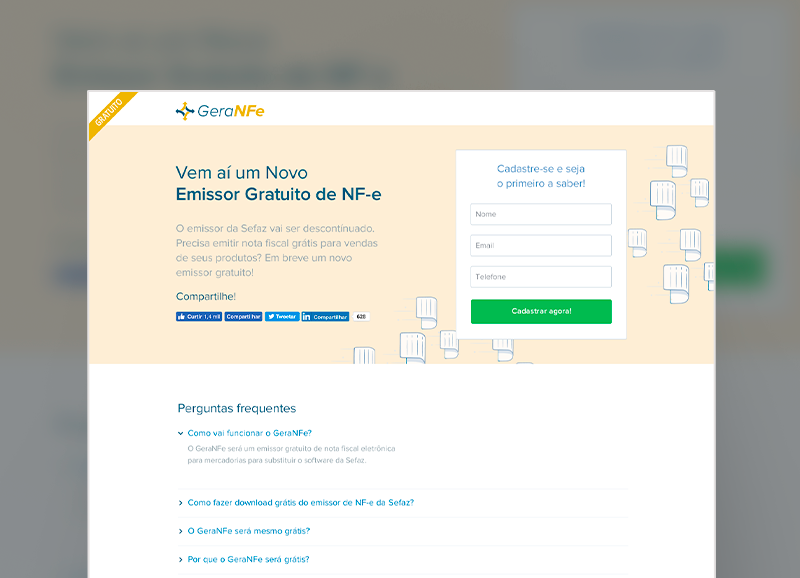 GRATUITO
GeraNFe
Vem aí um Novo
Emissor Gratuito de NF-e
O emissor da Sefaz vai ser descontinuado.
Precisa emitir nota fiscal grátis para vendas
de seus produtos? Em breve um novo
emissor gratuito!
Compartilhe!
Curtir 1,4 mil
Compartilhar
Tweetar
Compartilhar
628
Cadastre-se e seja
o primeiro a saber!
Nome
Email
Telefone
Cadastrar agora!
Perguntas frequentes
Como vai funcionar o GeraNFe?
O GeraNFe será um emissor gratuito de nota fiscal eletrônica
para mercadorias para substituir o software da Sefaz.
Como fazer download grátis do emissor de NF-e da Sefaz?
O GeraNFe será mesmo grátis?
Por que o GeraNFe será grátis?